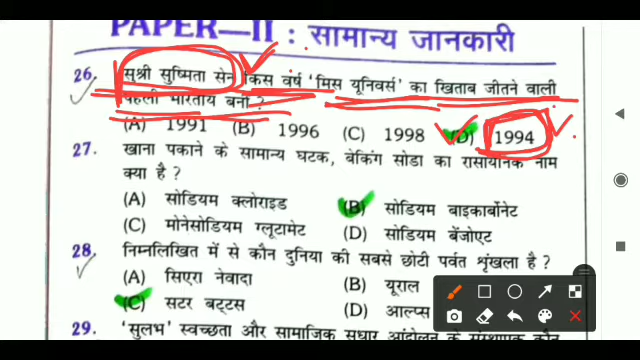 PAPER—II : सामान्य जानकारी
26. सुश्री सुष्मिता सेन किस वर्ष 'मिस यूनिवर्स' का खिताब जीतने वाली
पहली भारतीय बनी ?
(A) 1991 (B) 1996 (C) 1998 (D) 1994
27. खाना पकाने के सामान्य घटक, बेकिंग सोडा का रासायनिक नाम
क्या है ?
(A) सोडियम क्लोराइड (B) सोडियम बाइकार्बोनेट
(C) मोनेसोडियम ग्लूटामेट (D) सोडियम बेंजोएट
28. निम्नलिखित में से कौन दुनिया की सबसे छोटी पर्वत शृंखला है ?
(A) सिएरा नेवादा (B) यूराल
(C) सटर बट्टस (D) आल्प्स
29. 'सुलभ' स्वच्छता और सामाजिक सुधार आंदोलन के संस्थापक कौन